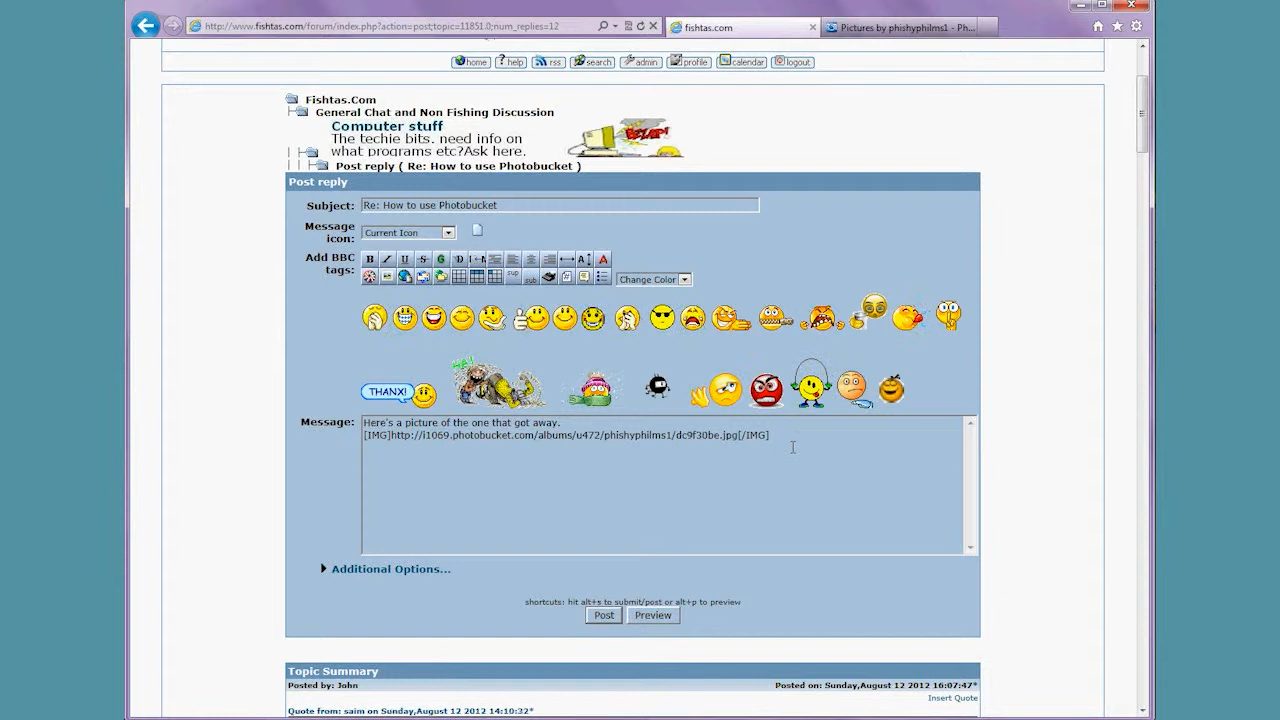 http://www.fishtas.com/forum/index.php?action=post;topic=11851.0;num_replies=12
fishtas.com
Pictures by phishyphilms1 - Ph...
home
help
rss
search
admin
profile
calendar
logout
Fishtas.Com
General Chat and Non Fishing Discussion
Computer stuff
The techie bits. need info on
what programs etc?Ask here.
Post reply ( Re: How to use Photobucket )
Post reply
Subject:
Re: How to use Photobucket
Message
icon:
Current Icon
Add BBC
tags:
B I U S
sup
sub
Change Color
HA!
THANX!
Message:
Here's a picture of the one that got away.
[IMG]http://i1069.photobucket.com/albums/u472/phishyphilms1/dc9f30be.jpg[/IMG]
Additional Options...
shortcuts: hit alt+s to submit/post or alt+p to preview
Post
Preview
Topic Summary
Posted by: John
Posted on: Sunday,August 12 2012 16:07:47*
Insert Quote
Quote from: saim on Sunday,August 12 2012 14:10:32*